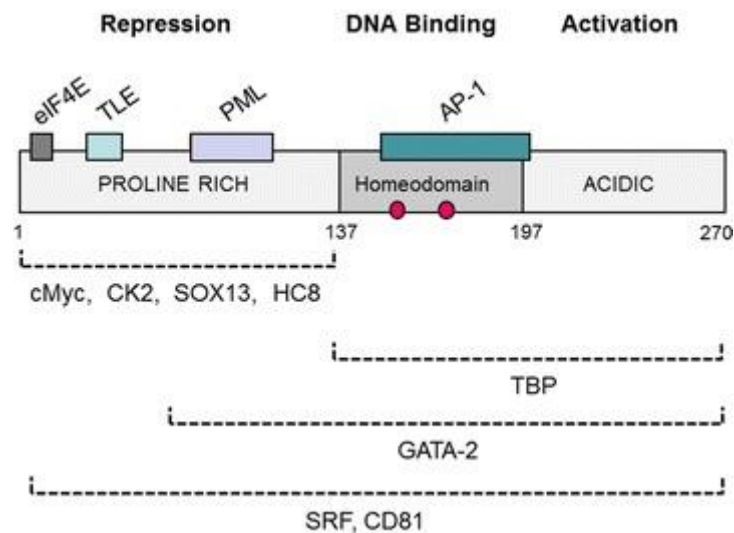 Repression DNA Binding Activation
eIF4E TLE PML AP-1
PROLINE RICH Homeodomain ACIDIC
1 137 197 270
cMyc, CK2, SOX13, HC8
TBP
GATA-2
SRF, CD81